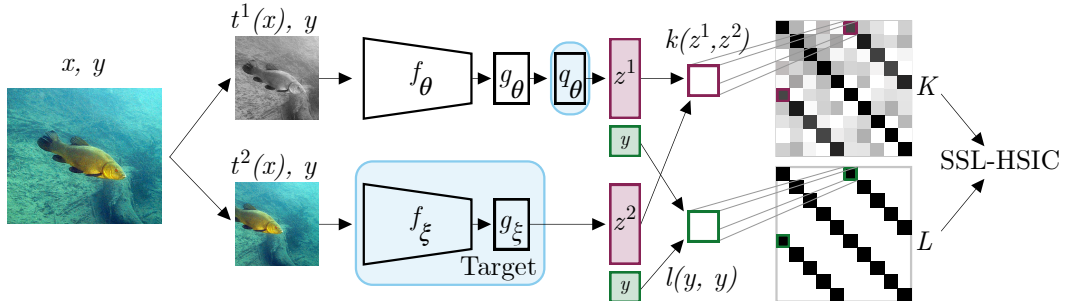 x, y
t¹(x), y
f_θ
g_θ
q_θ
z¹
y
k(z¹,z²)
K
t²(x), y
f_ξ
g_ξ
Target
z²
y
l(y, y)
L
SSL-HSIC